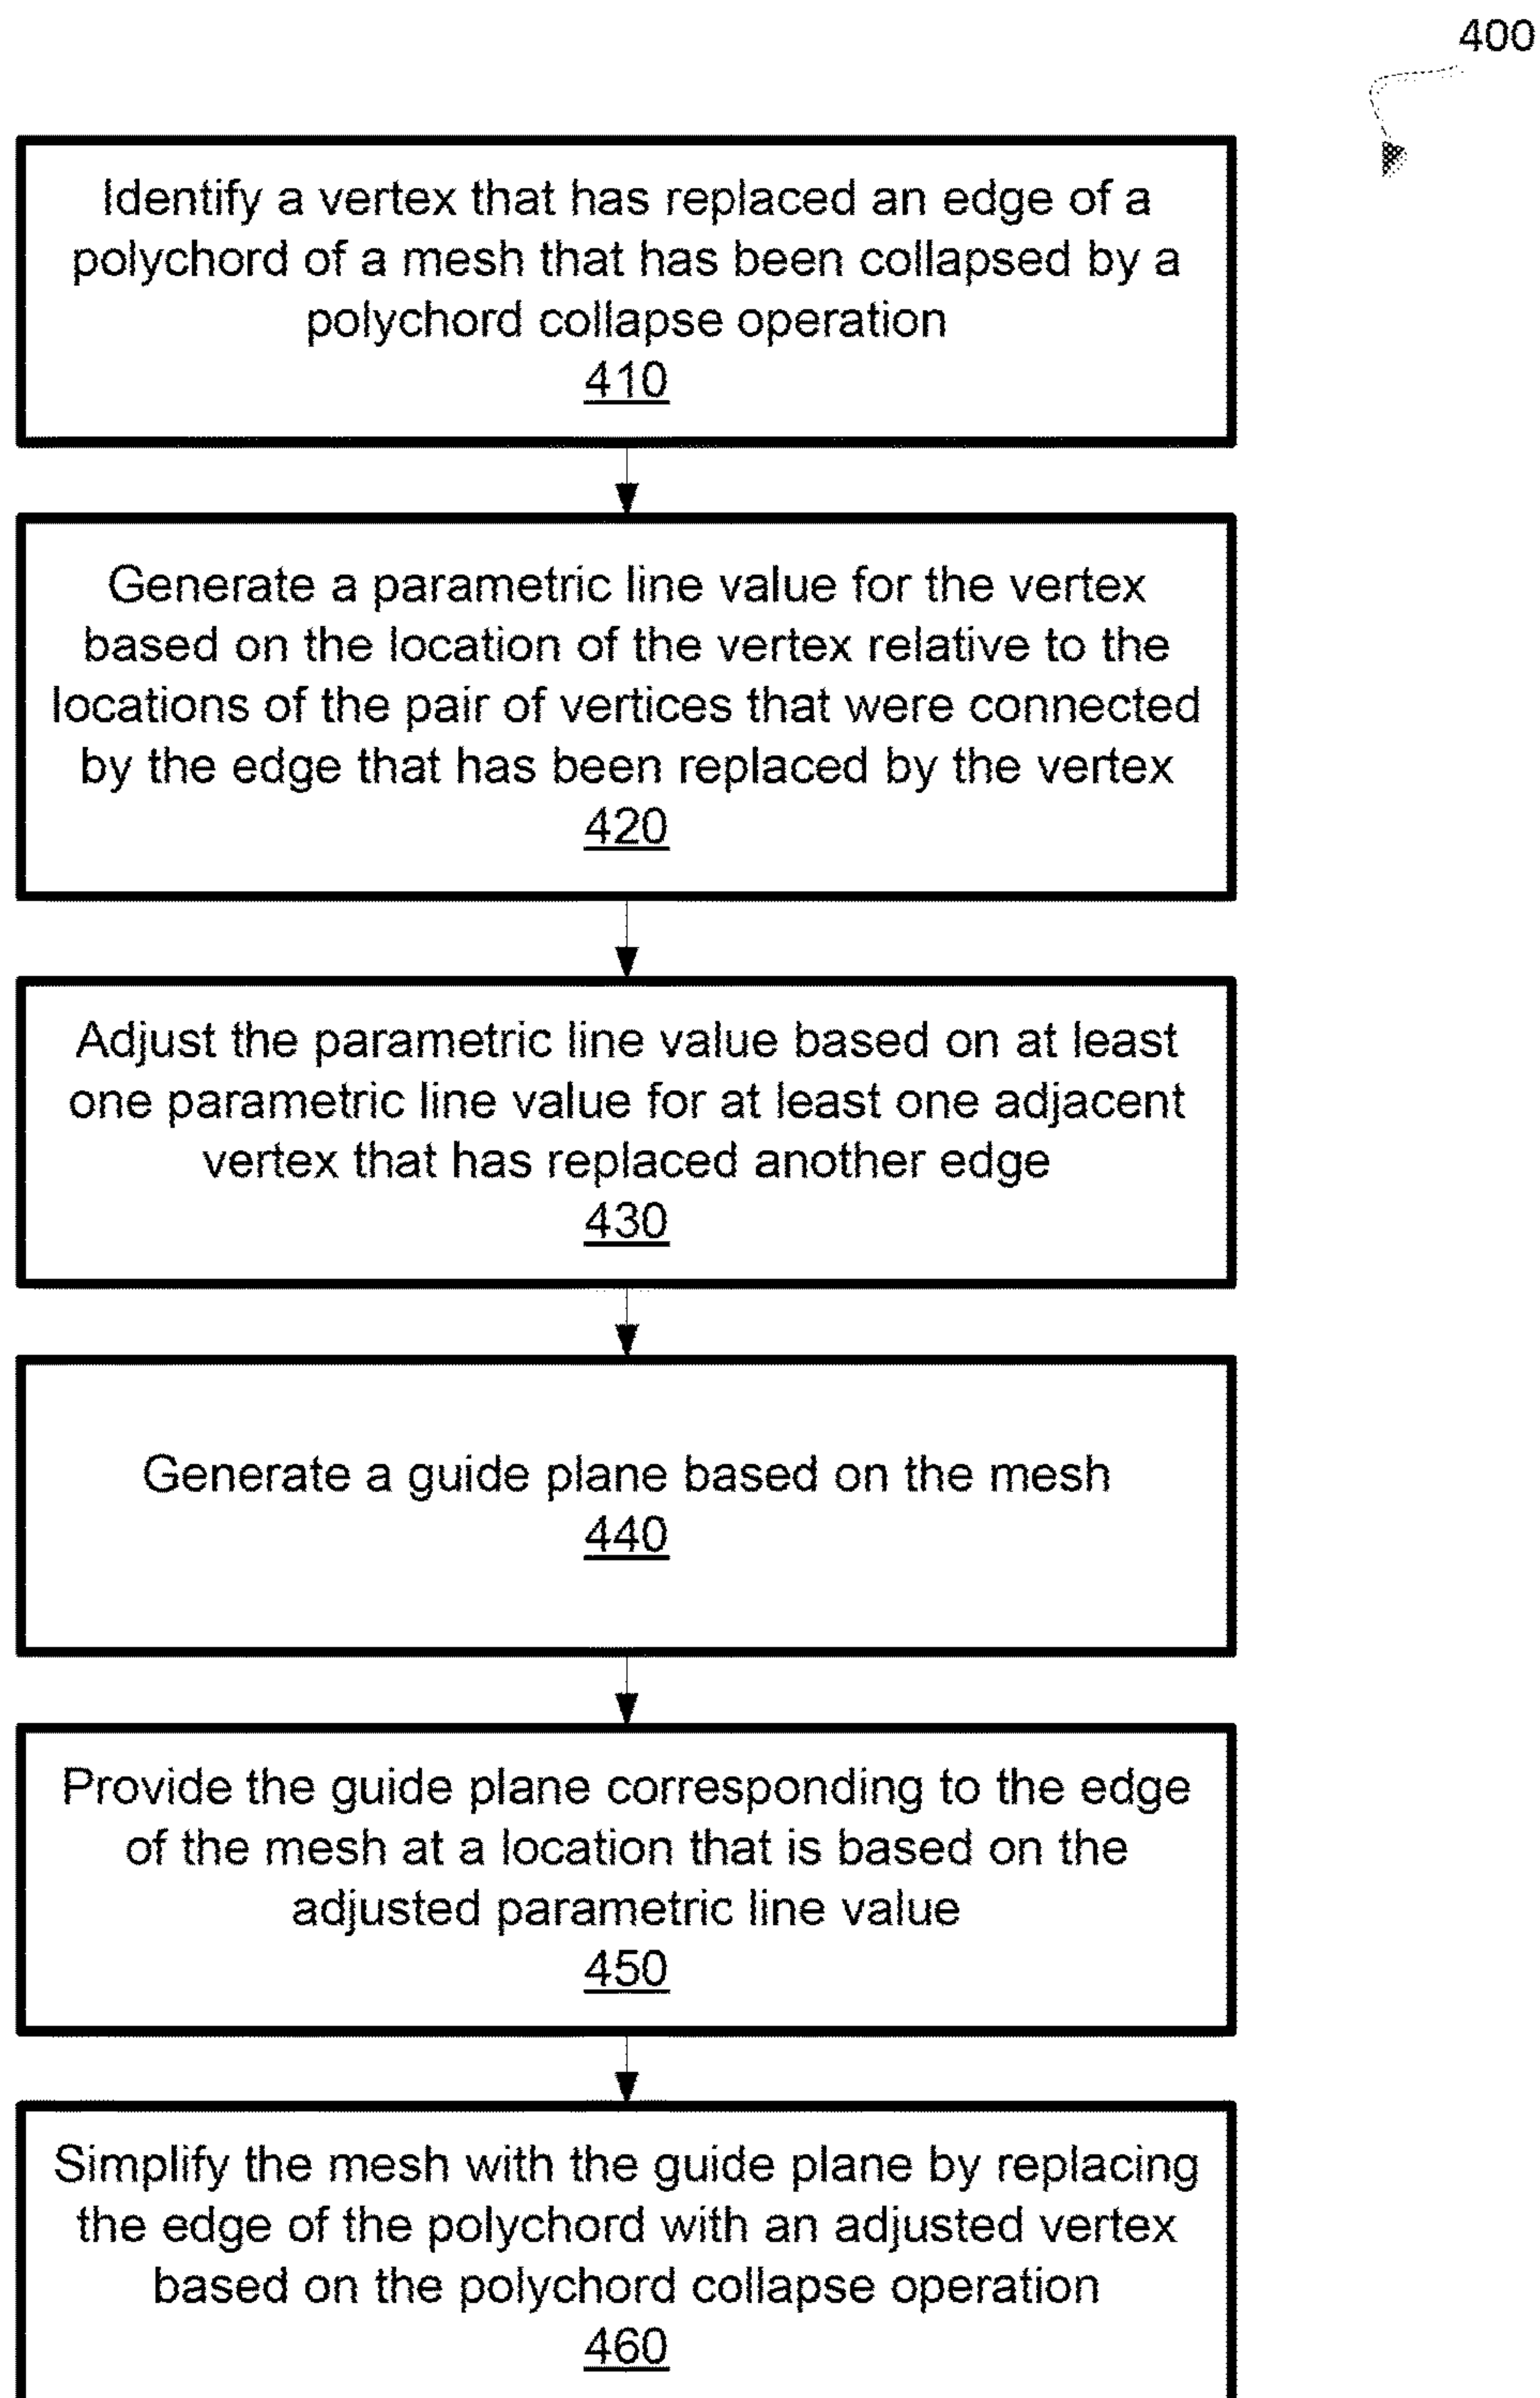 400
Identify a vertex that has replaced an edge of a
polychord of a mesh that has been collapsed by a
polychord collapse operation
410
Generate a parametric line value for the vertex
based on the location of the vertex relative to the
locations of the pair of vertices that were connected
by the edge that has been replaced by the vertex
420
Adjust the parametric line value based on at least
one parametric line value for at least one adjacent
vertex that has replaced another edge
430
Generate a guide plane based on the mesh
440
Provide the guide plane corresponding to the edge
of the mesh at a location that is based on the
adjusted parametric line value
450
Simplify the mesh with the guide plane by replacing
the edge of the polychord with an adjusted vertex
based on the polychord collapse operation
460